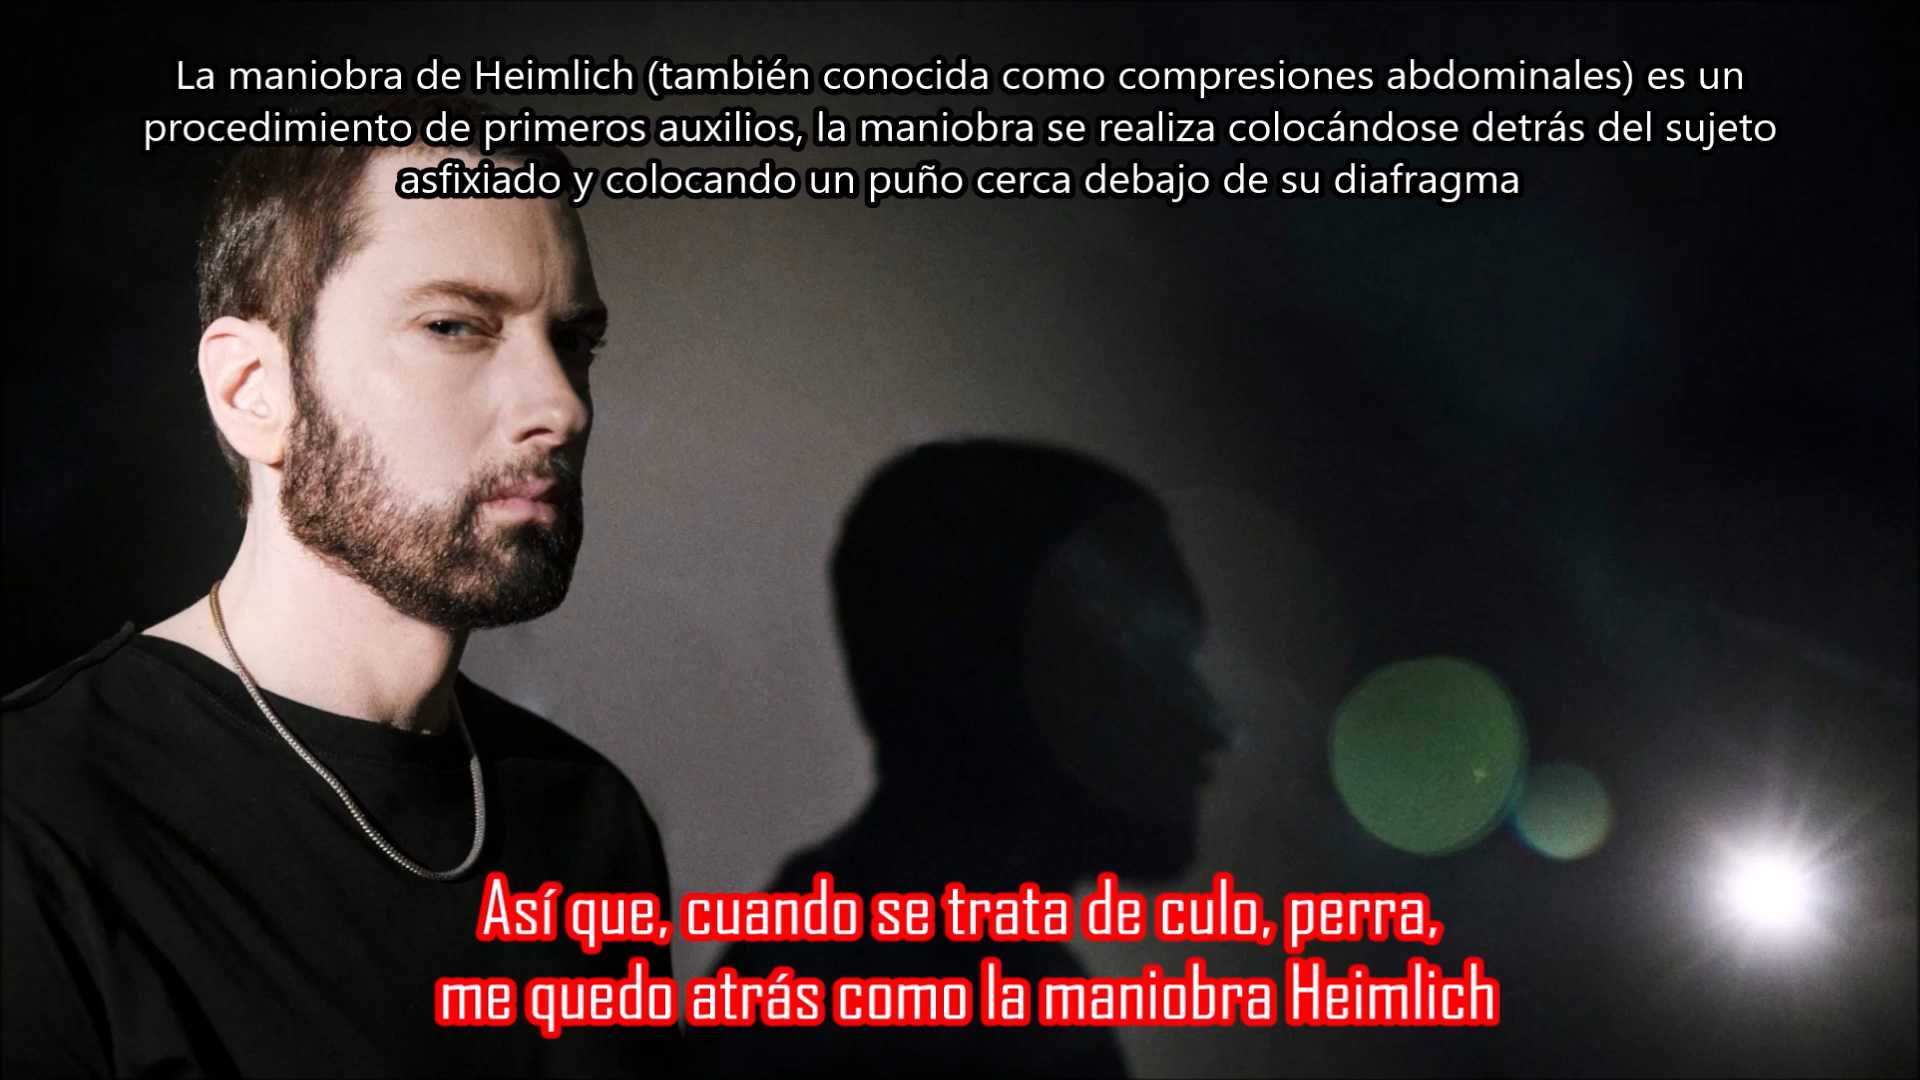 La maniobra de Heimlich (también conocida como compresiones abdominales) es un
procedimiento de primeros auxilios, la maniobra se realiza colocándose detrás del sujeto
asfixiado y colocando un puño cerca debajo de su diafragma
Así que, cuando se trata de culo, perra,
me quedo atrás como la maniobra Heimlich